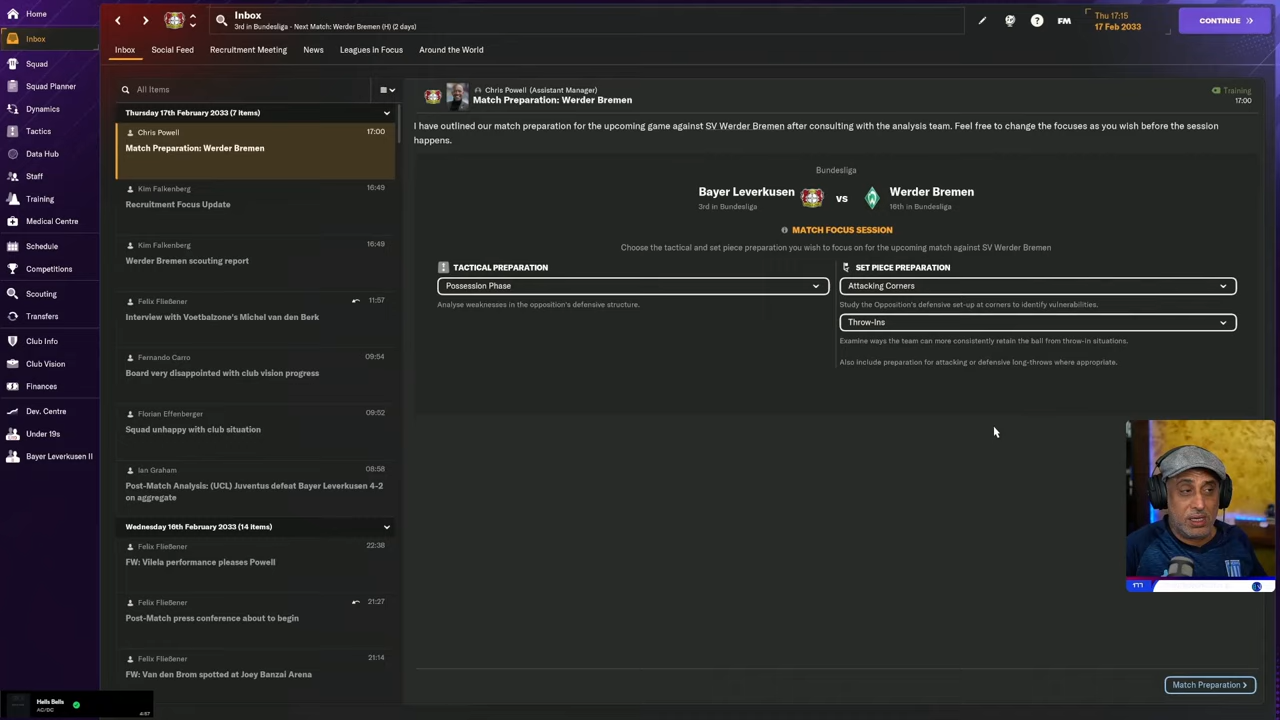 Home
Inbox
Squad
Squad Planner
Dynamics
Tactics
Data Hub
Staff
Training
Medical Centre
Schedule
Competitions
Scouting
Transfers
Club Info
Club Vision
Finances
Dev. Centre
Under 19s
Bayer Leverkusen II
Hells Bells
AC/DC
4:57
Inbox
3rd in Bundesliga - Next Match: Werder Bremen (H) (2 days)
FM
Thu 17:15
17 Feb 2033
CONTINUE
Inbox
Social Feed
Recruitment Meeting
News
Leagues in Focus
Around the World
All Items
Thursday 17th February 2033 (7 Items)
Chris Powell
17:00
Match Preparation: Werder Bremen
Kim Falkenberg
16:49
Recruitment Focus Update
Kim Falkenberg
16:49
Werder Bremen scouting report
Felix Fließener
11:57
Interview with Voetbalzone's Michel van den Berk
Fernando Carro
09:54
Board very disappointed with club vision progress
Florian Effenberger
09:52
Squad unhappy with club situation
Ian Graham
08:58
Post-Match Analysis: (UCL) Juventus defeat Bayer Leverkusen 4-2
on aggregate
Wednesday 16th February 2033 (14 items)
Felix Fließener
22:38
FW: Vilela performance pleases Powell
Felix Fließener
21:27
Post-Match press conference about to begin
Felix Fließener
21:14
FW: Van den Brom spotted at Joey Banzai Arena
Chris Powell (Assistant Manager)
Match Preparation: Werder Bremen
Training
17:00
I have outlined our match preparation for the upcoming game against SV Werder Bremen after consulting with the analysis team. Feel free to change the focuses as you wish before the session
happens.
Bundesliga
Bayer Leverkusen
3rd in Bundesliga
vs
Werder Bremen
16th in Bundesliga
MATCH FOCUS SESSION
Choose the tactical and set piece preparation you wish to focus on for the upcoming match against SV Werder Bremen
TACTICAL PREPARATION
Possession Phase
Analyse weaknesses in the opposition's defensive structure.
SET PIECE PREPARATION
Attacking Corners
Study the Opposition's defensive set-up at corners to identify vulnerabilities.
Throw-Ins
Examine ways the team can more consistently retain the ball from throw-in situations.
Also include preparation for attacking or defensive long-throws where appropriate.
Match Preparation